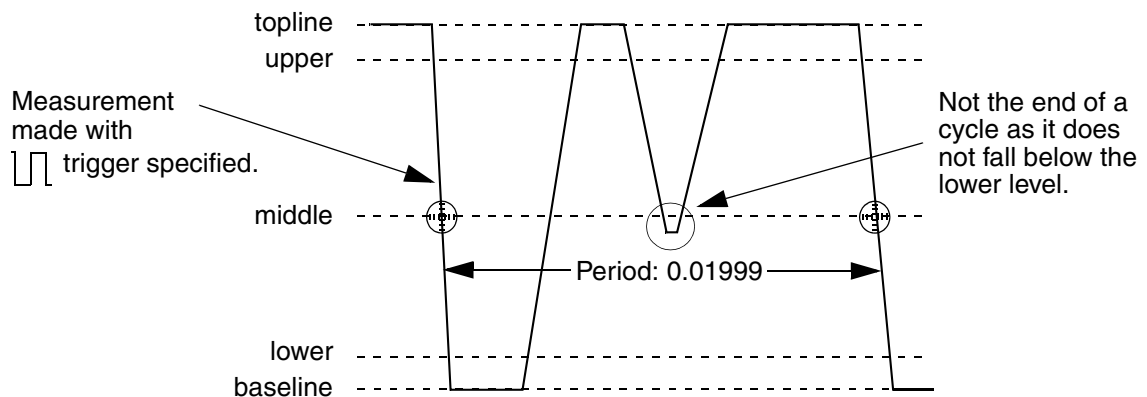 topline
upper
Measurement
made with
trigger specified.
Not the end of a
cycle as it does
not fall below the
lower level.
middle
Period: 0.01999
lower
baseline